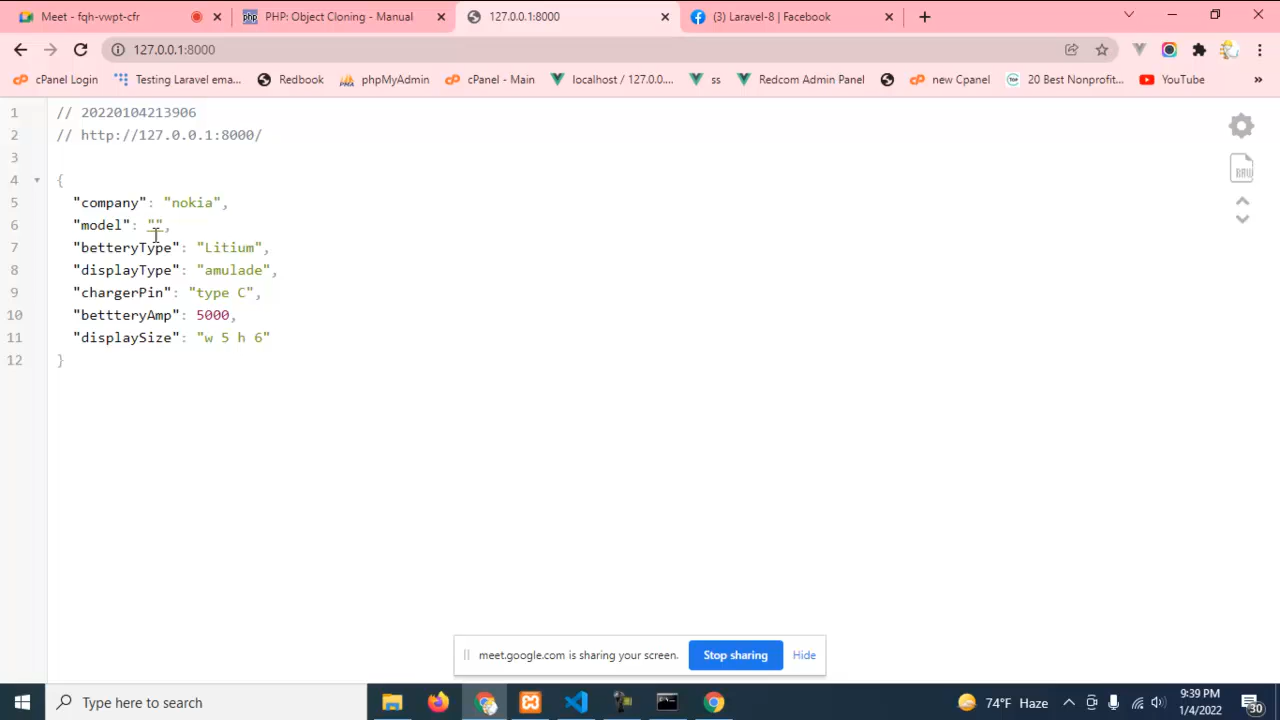 Meet - fqh-vwpt-cfr
PHP: Object Cloning - Manual
127.0.0.1:8000
(3) Laravel-8 | Facebook
127.0.0.1:8000
cPanel Login
Testing Laravel ema...
Redbook
phpMyAdmin
cPanel - Main
localhost / 127.0.0....
ss
Redcom Admin Panel
new Cpanel
20 Best Nonprofit...
YouTube
»
1 // 20220104213906
2 // http://127.0.0.1:8000/
3
4 {
5 "company": "nokia",
6 "model": "",
7 "betteryType": "Litium",
8 "displayType": "amulade",
9 "chargerPin": "type C",
10 "bettteryAmp": 5000,
11 "displaySize": "w 5 h 6"
12 }
RAW
meet.google.com is sharing your screen.
Stop sharing
Hide
Type here to search
74°F Haze
9:39 PM
1/4/2022
30